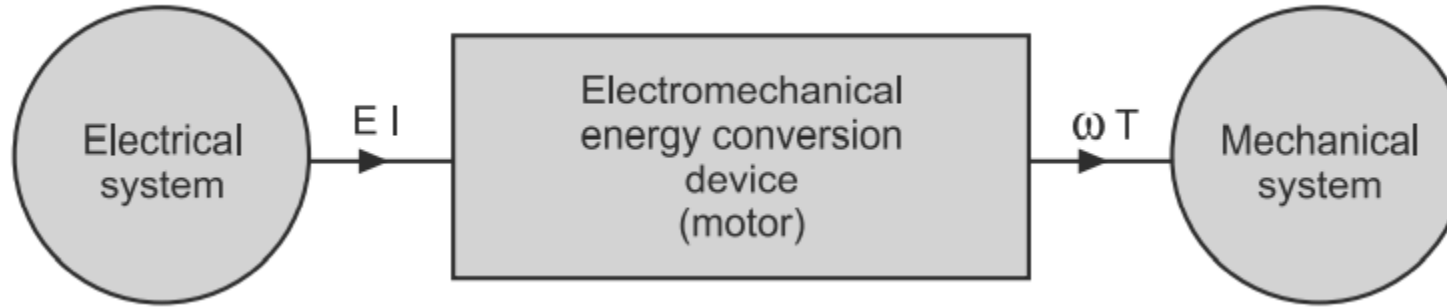 Electrical
system
E I
Electromechanical
energy conversion
device
(motor)
ω T
Mechanical
system